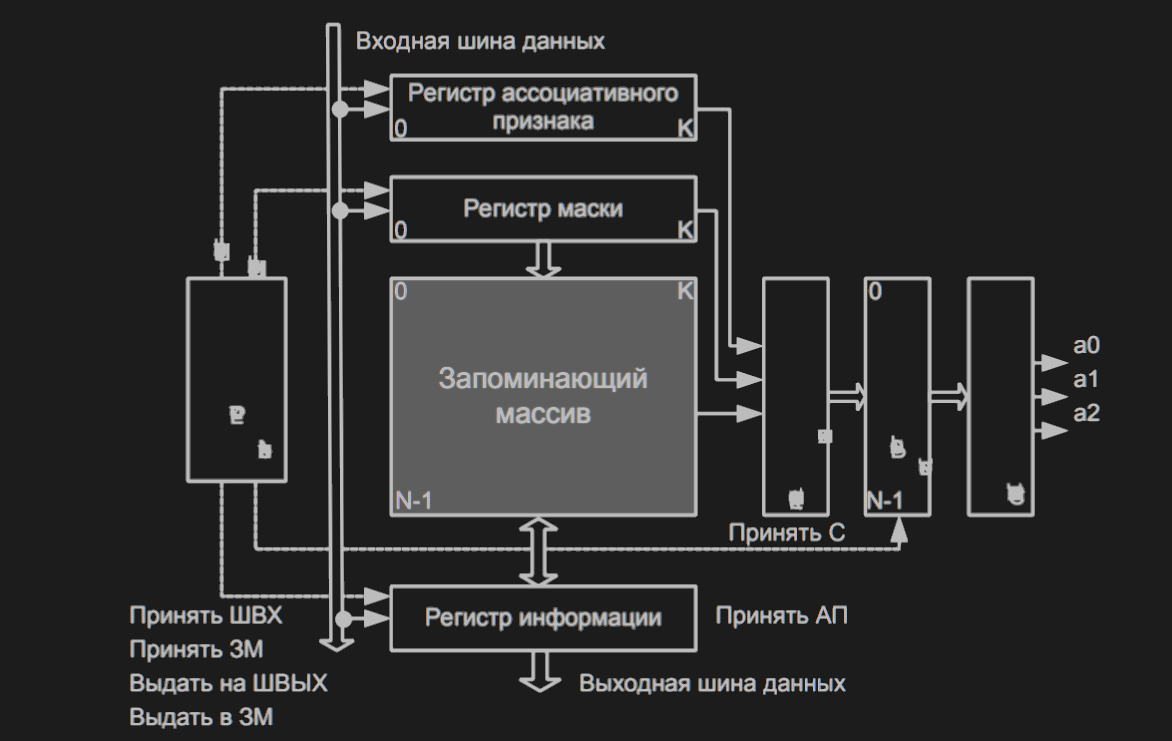 Входная шина данных
Регистр ассоциативного
признака
0 K
Регистр маски
0 K
0 K
Запоминающий
массив
N-1
0
N-1
a0
a1
a2
Принять С
Регистр информации
Принять АП
Принять ШВХ
Принять ЗМ
Выдать на ШВЫХ
Выдать в ЗМ
Выходная шина данных